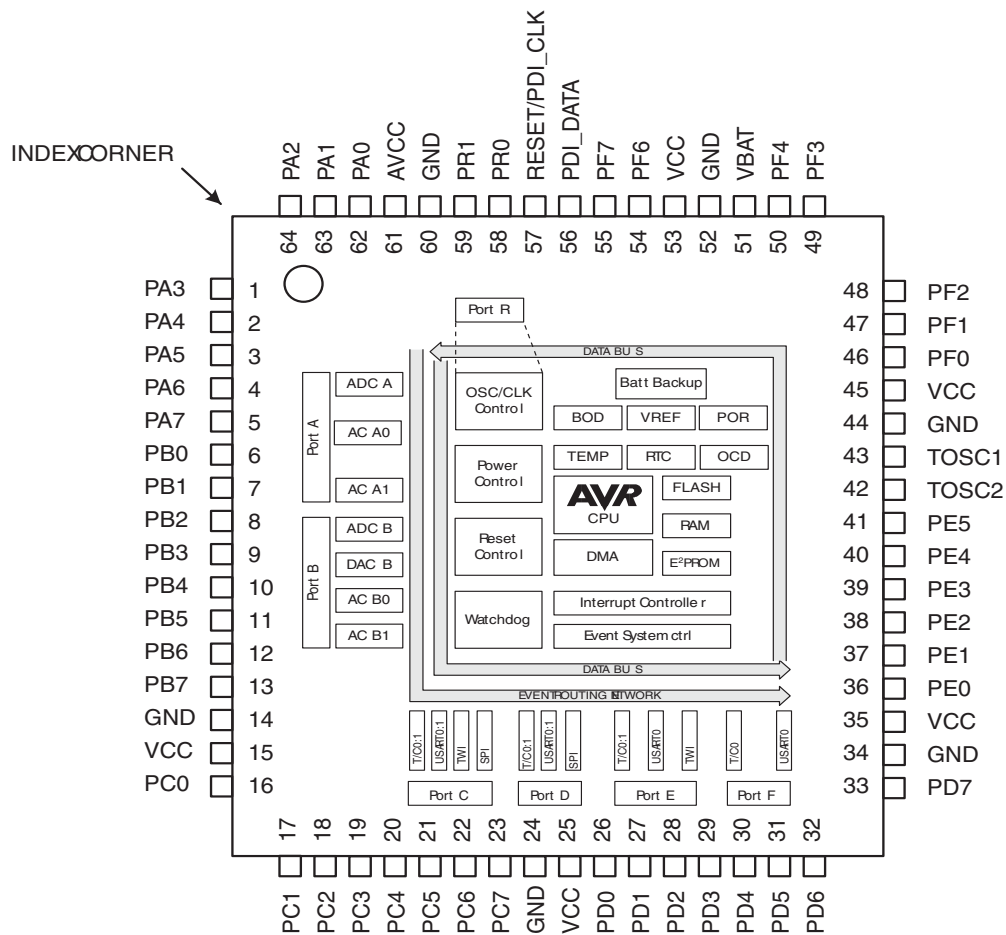 INDEXCORNER
PA2
PA1
PA0
AVCC
GND
PR1
PR0
RESET/PDI_CLK
PDI_DATA
PF7
PF6
VCC
GND
VBAT
PF4
PF3
64
63
62
61
60
59
58
57
56
55
54
53
52
51
50
49
PA3 1
PA4 2
PA5 3
PA6 4
PA7 5
PB0 6
PB1 7
PB2 8
PB3 9
PB4 10
PB5 11
PB6 12
PB7 13
GND 14
VCC 15
PC0 16
48 PF2
47 PF1
46 PF0
45 VCC
44 GND
43 TOSC1
42 TOSC2
41 PE5
40 PE4
39 PE3
38 PE2
37 PE1
36 PE0
35 VCC
34 GND
33 PD7
Port R
DATA BUS
Port A
ADC A
AC A0
AC A1
Port B
ADC B
DAC B
AC B0
AC B1
OSC/CLK
Control
Power
Control
Reset
Control
Watchdog
Batt Backup
BOD
VREF
POR
TEMP
RTC
OCD
AVR
CPU
FLASH
RAM
DMA
E²PROM
Interrupt Controller
Event System ctrl
DATA BUS
EVENT ROUTING NETWORK
T/C0:1
USART0:1
TWI
SPI
T/C0:1
USART0:1
SPI
T/C0:1
USART0
TWI
T/C0
USART0
Port C
Port D
Port E
Port F
17
18
19
20
21
22
23
24
25
26
27
28
29
30
31
32
PC1
PC2
PC3
PC4
PC5
PC6
PC7
GND
VCC
PD0
PD1
PD2
PD3
PD4
PD5
PD6